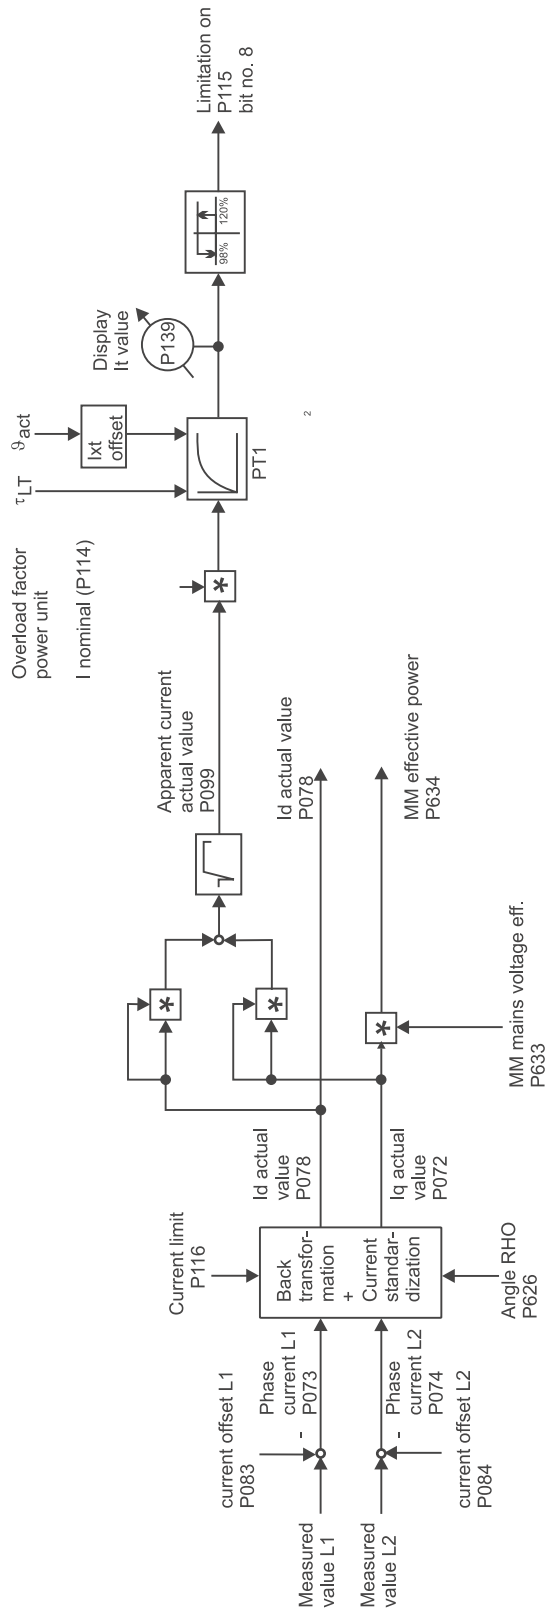 Measured
value L1
Measured
value L2
current offset L1
P083
-
Phase
current L1
P073
-
Phase
current L2
P074
current offset L2
P084
Current limit
P116
Back
transfor-
mation
+
Current
standar-
dization
Angle RHO
P626
Id actual
value
P078
Iq actual
value
P072
*
*
*
MM mains voltage eff.
P633
Apparent current
actual value
P099
Id actual value
P078
MM effective power
P634
Overload factor
power unit
I nominal (P114)
*
τLT
ϑact
Ixt
offset
PT1
2
Display
It value
P139
98%
120%
Limitation on
P115
bit no. 8